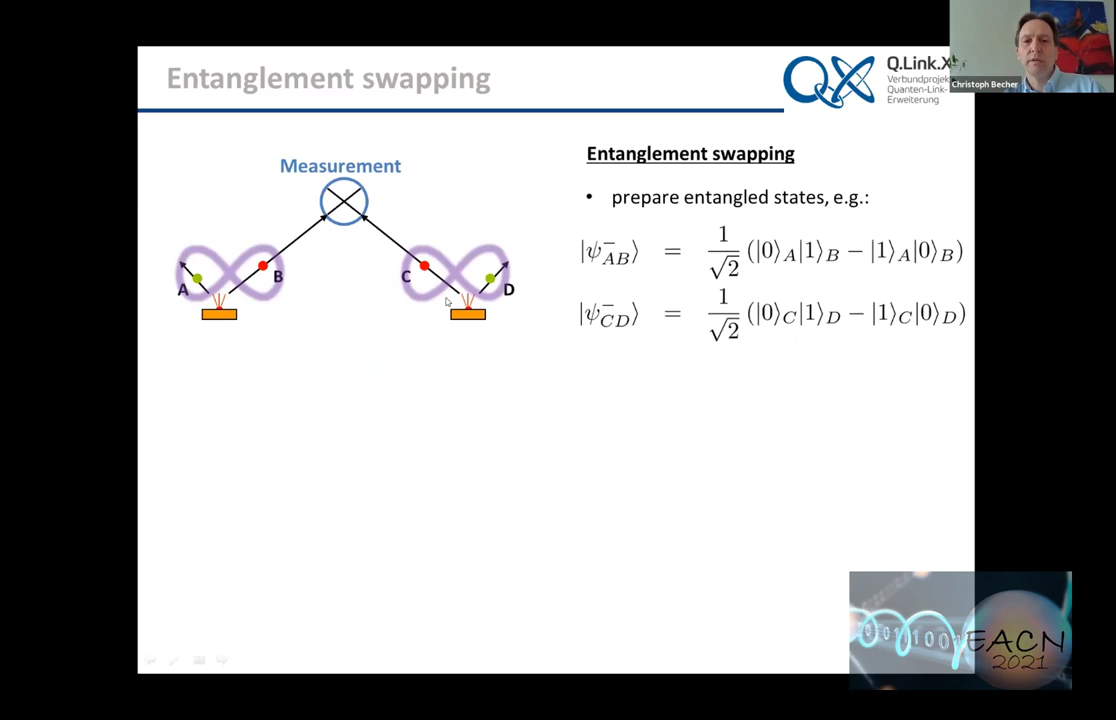 Entanglement swapping
Q.Link.X
Verbundprojekt
Quanten-Link-
Erweiterung
Christoph Becher
Measurement
A
B
C
D
Entanglement swapping
• prepare entangled states, e.g.:
|ψ⁻_AB⟩ = 1/√2 (|0⟩_A|1⟩_B − |1⟩_A|0⟩_B)
|ψ⁻_CD⟩ = 1/√2 (|0⟩_C|1⟩_D − |1⟩_C|0⟩_D)
EACN
2021